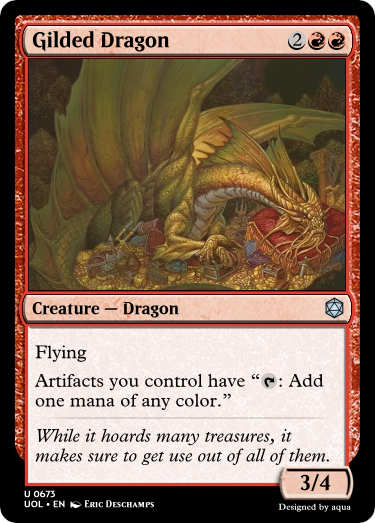 Gilded Dragon 2
Creature — Dragon
Flying
Artifacts you control have “: Add
one mana of any color.”
While it hoards many treasures, it
makes sure to get use out of all of them.
3/4
U 0673
UOL • EN Eric Deschamps
Designed by aqua